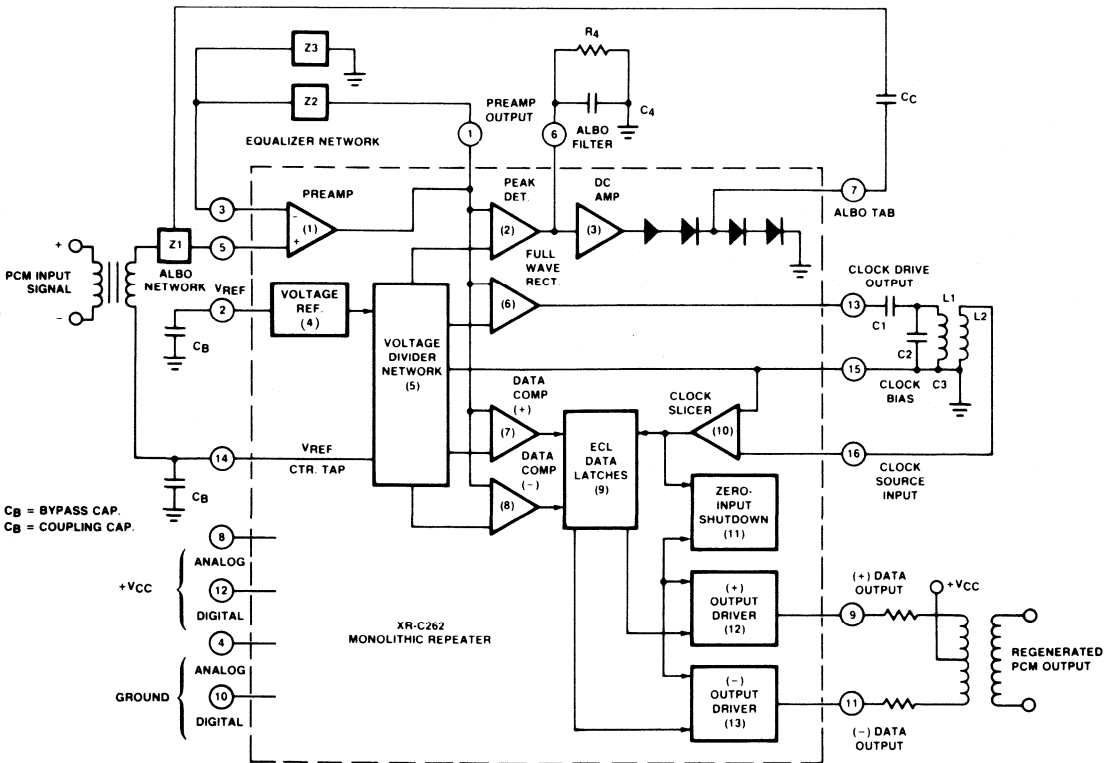 Z3
Z2
EQUALIZER NETWORK
PREAMP
OUTPUT
1
R4
C4
6
ALBO
FILTER
CC
7
ALBO TAB
PREAMP
3
5
-
+
(1)
PEAK
DET.
(2)
DC
AMP
(3)
FULL
WAVE
RECT.
(6)
+
PCM INPUT
SIGNAL
-
Z1
ALBO
NETWORK
VREF
2
CB
VOLTAGE
REF.
(4)
VOLTAGE
DIVIDER
NETWORK
(5)
CLOCK DRIVE
OUTPUT
13
C1
C2
L1
L2
C3
15
CLOCK
BIAS
16
CLOCK
SOURCE
INPUT
DATA
COMP
(+)
(7)
DATA
COMP
(-)
(8)
ECL
DATA
LATCHES
(9)
CLOCK
SLICER
(10)
ZERO-
INPUT
SHUTDOWN
(11)
14
VREF
CTR. TAP
CB
CB = BYPASS CAP.
CB = COUPLING CAP.
8
ANALOG
+VCC
12
DIGITAL
4
ANALOG
GROUND
10
DIGITAL
XR-C262
MONOLITHIC REPEATER
(+)
OUTPUT
DRIVER
(12)
(-)
OUTPUT
DRIVER
(13)
(+) DATA
OUTPUT
9
+VCC
11
(-) DATA
OUTPUT
REGENERATED
PCM OUTPUT